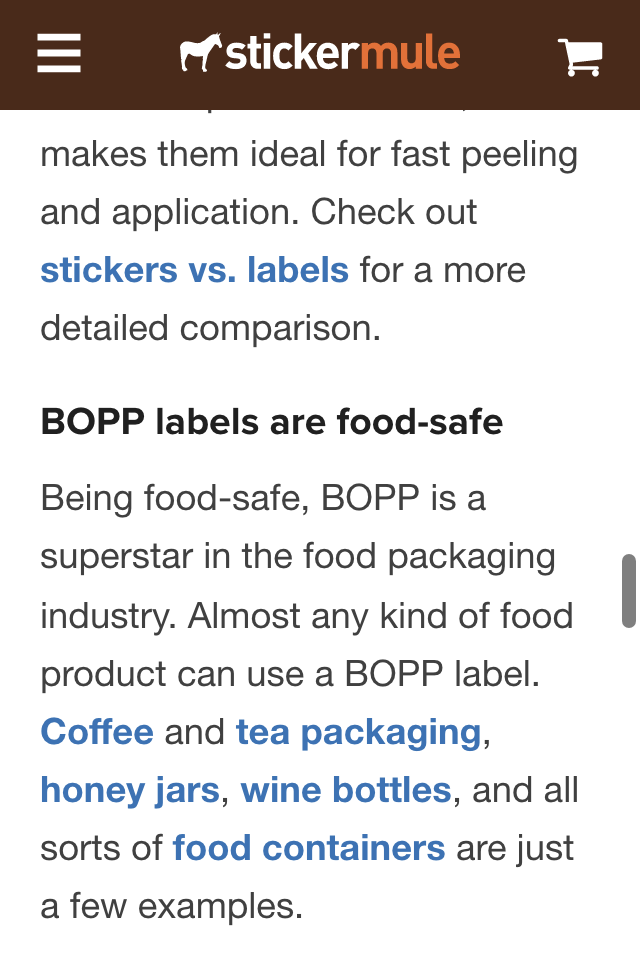 stickermule
makes them ideal for fast peeling
and application. Check out
stickers vs. labels for a more
detailed comparison.
BOPP labels are food-safe
Being food-safe, BOPP is a
superstar in the food packaging
industry. Almost any kind of food
product can use a BOPP label.
Coffee and tea packaging,
honey jars, wine bottles, and all
sorts of food containers are just
a few examples.